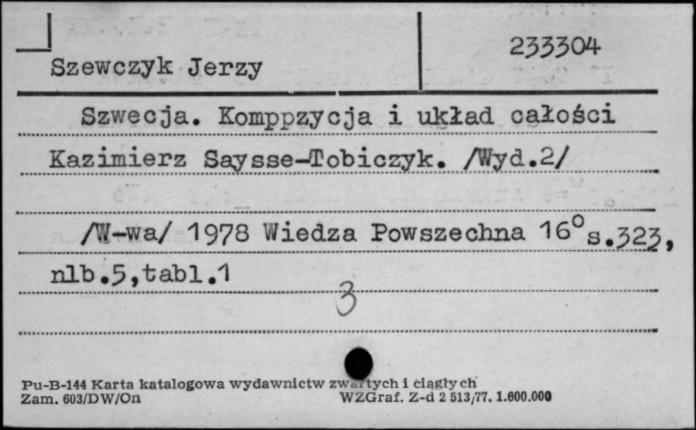 233304
Szewczyk Jerzy
Szwecja. Komppzycja i układ całości
Kazimierz Saysse-Tobiczyk. /Wyd.2/
/W-wa/ 1978 Wiedza Powszechna 16° s.323,
nlb.5,tabl.1
3
Pu-B-144 Karta katalogowa wydawnictw zwartych i ciągłych
Zam. 603/DW/On WZGraf. Z-d 2 513/77. 1.600.000